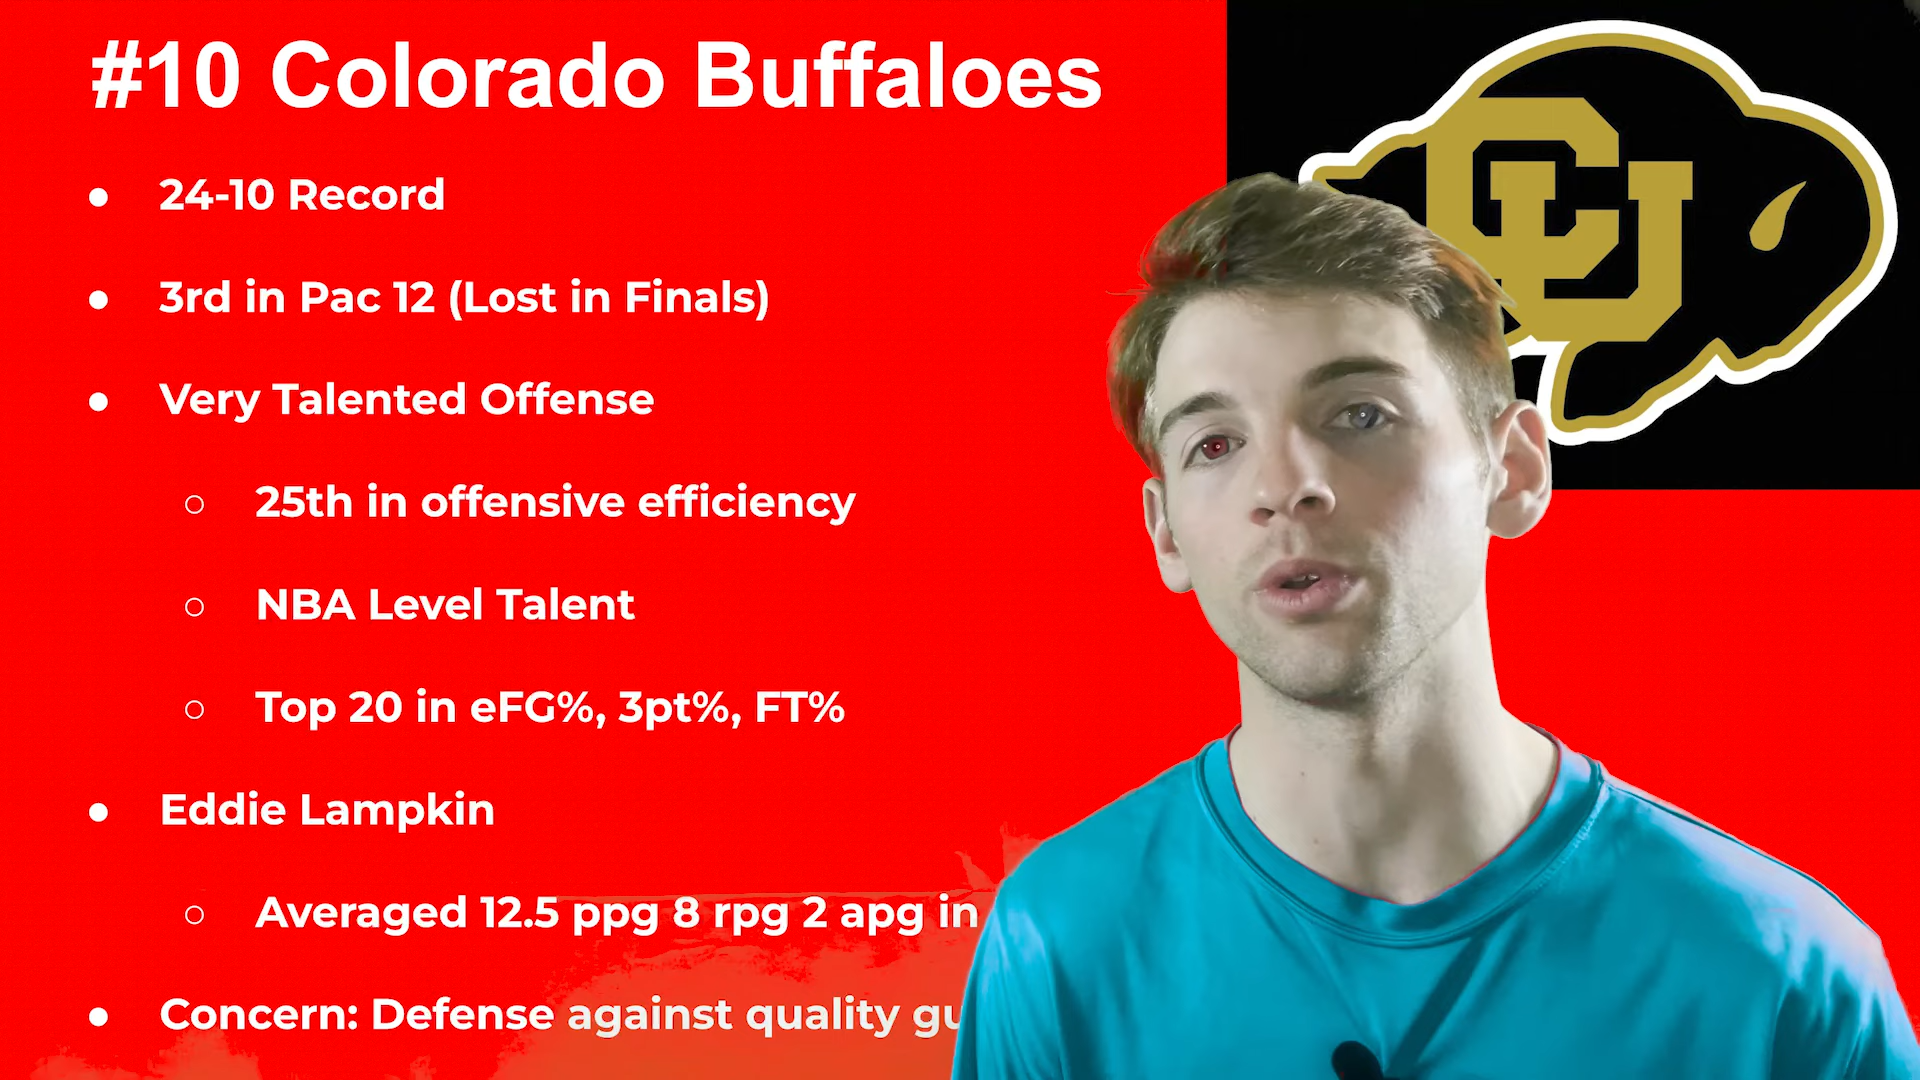 #10 Colorado Buffaloes
CU
24-10 Record
3rd in Pac 12 (Lost in Finals)
Very Talented Offense
25th in offensive efficiency
NBA Level Talent
Top 20 in eFG%, 3pt%, FT%
Eddie Lampkin
Averaged 12.5 ppg 8 rpg 2 apg in
Concern: Defense against quality